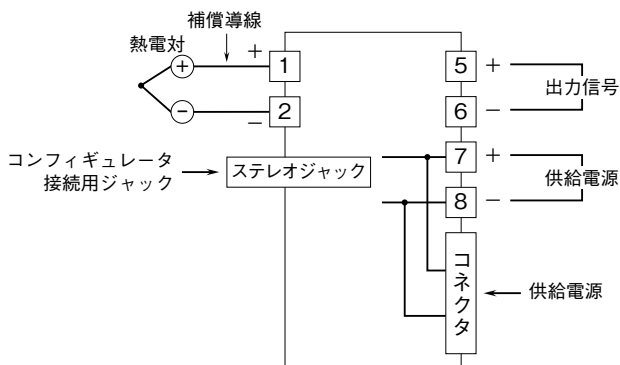 補償導線
熱電対
+
+
1
5
+
出力信号
−
−
2
6
−
コンフィギュレータ
接続用ジャック
ステレオジャック
7
+
供給電源
8
−
コネクタ
供給電源